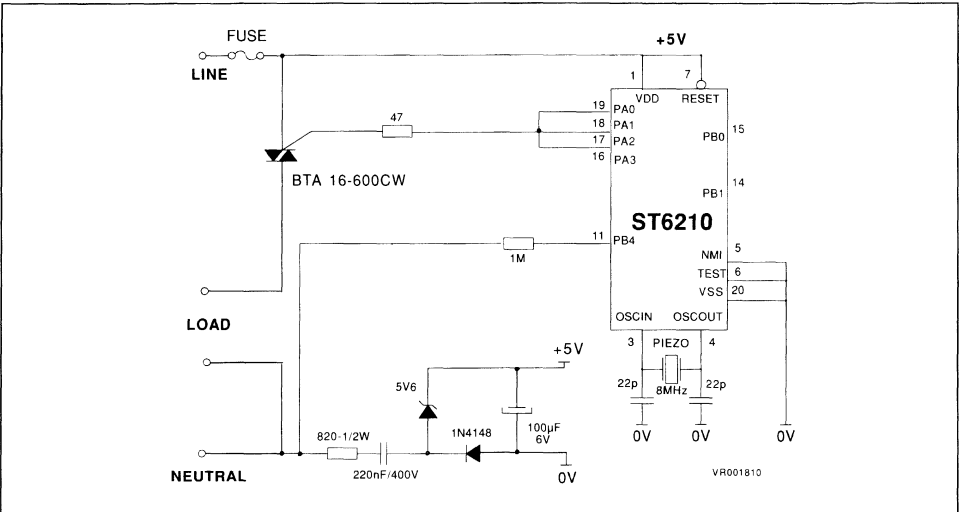 FUSE
+5V
LINE
1
7
VDD
RESET
47
19
PA0
18
PA1
17
PA2
16
PA3
15
PB0
BTA 16-600CW
14
PB1
ST6210
11
PB4
1M
NMI
5
TEST
6
VSS
20
OSCIN
OSCOUT
LOAD
3
PIEZO
4
+5V
22p
8MHz
22p
5V6
820-1/2W
1N4148
100µF
6V
0V
0V
0V
NEUTRAL
220nF/400V
0V
VR001810